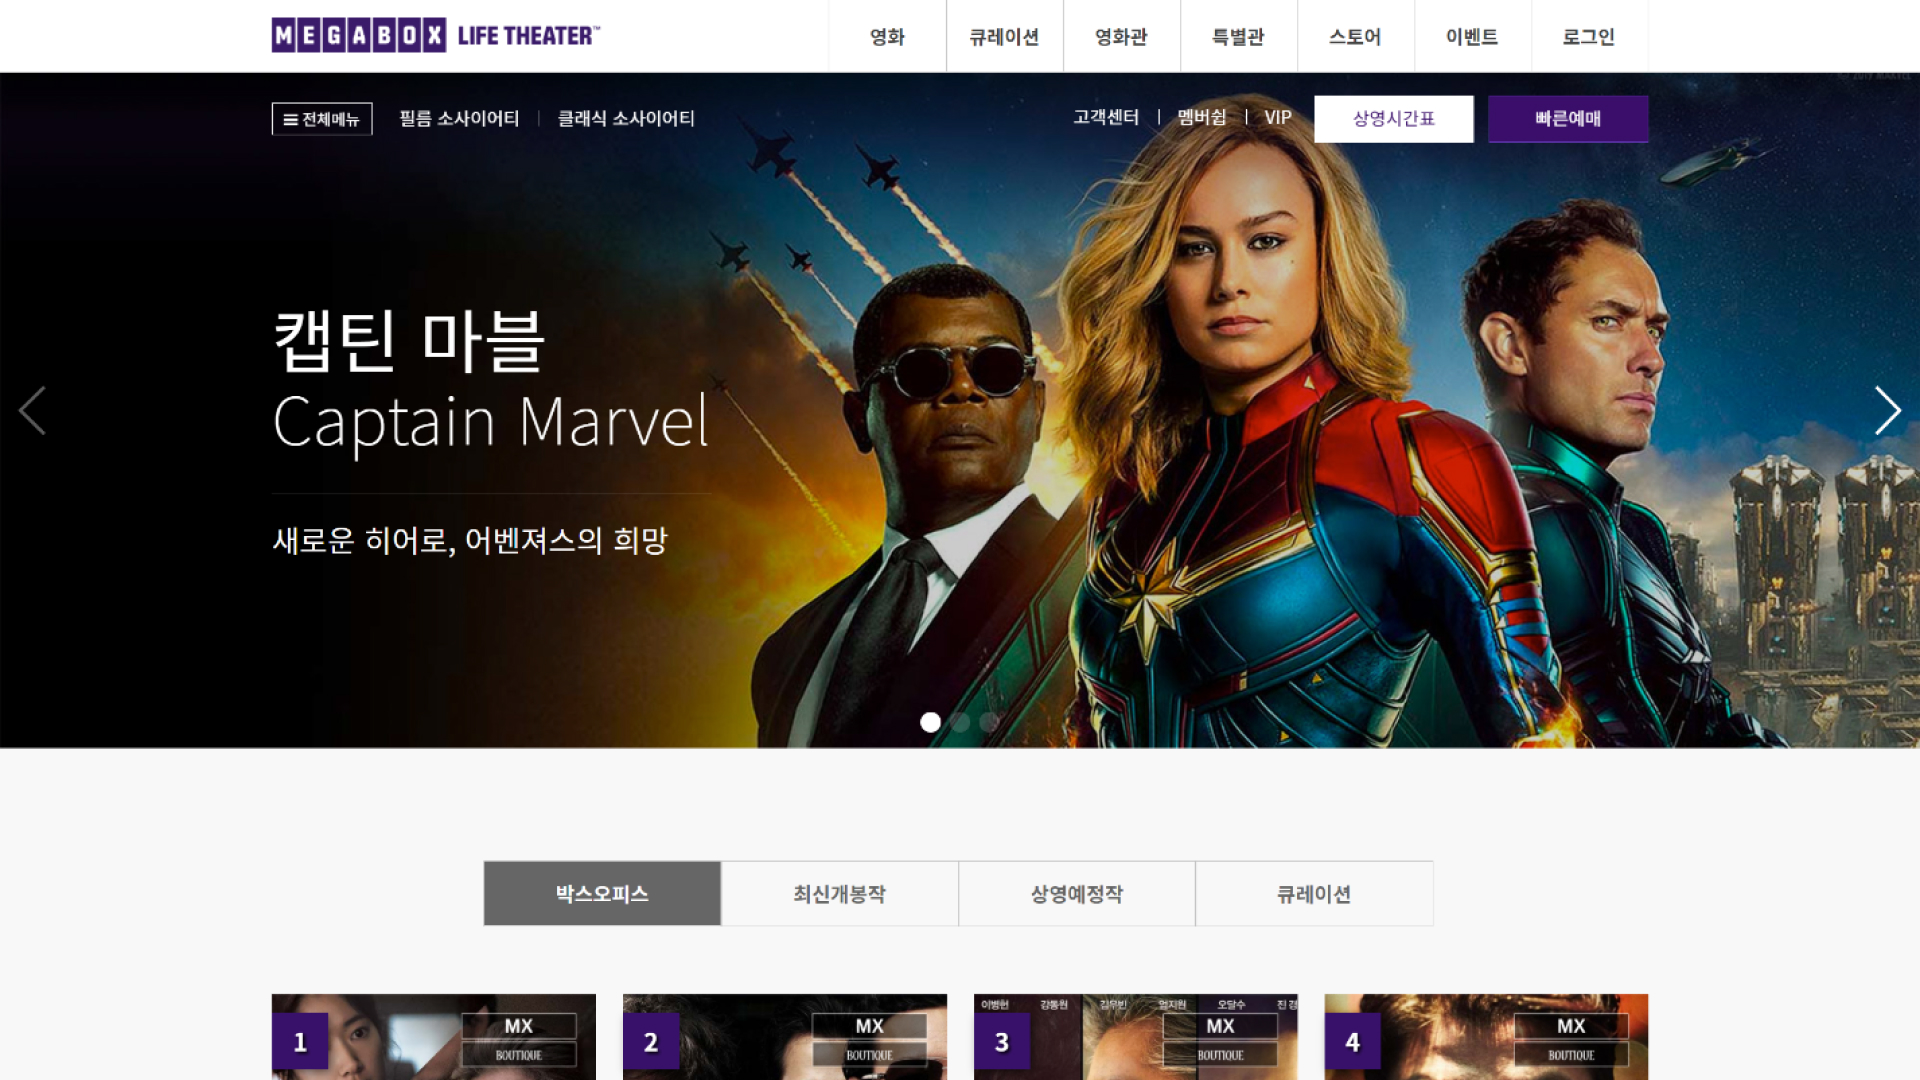 MEGABOX LIFE THEATER™
영화
큐레이션
영화관
특별관
스토어
이벤트
로그인
전체메뉴
필름 소사이어티
클래식 소사이어티
고객센터
멤버쉽
VIP
상영시간표
빠른예매
캡틴 마블
Captain Marvel
새로운 히어로, 어벤져스의 희망
박스오피스
최신개봉작
상영예정작
큐레이션
1
MX
BOUTIQUE
2
MX
BOUTIQUE
이병헌 강동원 김우빈 엄지원 오달수 진 경
3
MX
BOUTIQUE
4
MX
BOUTIQUE